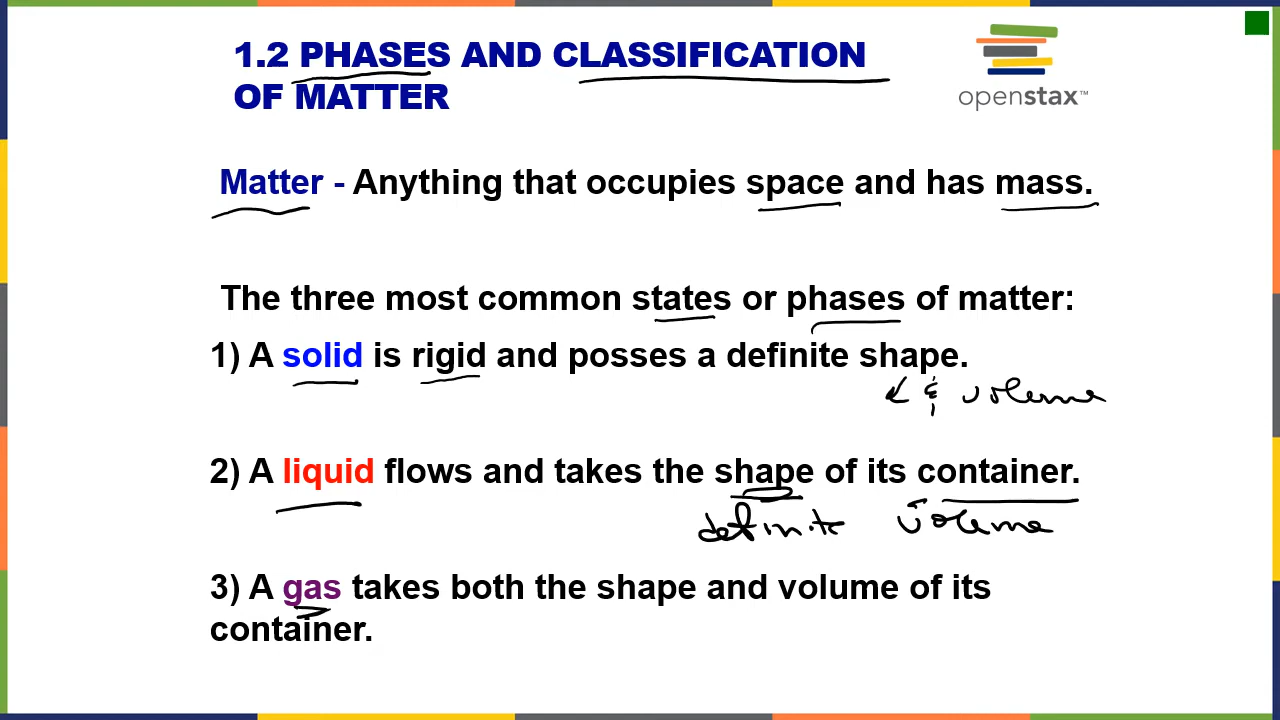 1.2 PHASES AND CLASSIFICATION
OF MATTER
openstax™
Matter - Anything that occupies space and has mass.
The three most common states or phases of matter:
1) A solid is rigid and posses a definite shape.
& volume
2) A liquid flows and takes the shape of its container.
definite volume
3) A gas takes both the shape and volume of its
container.